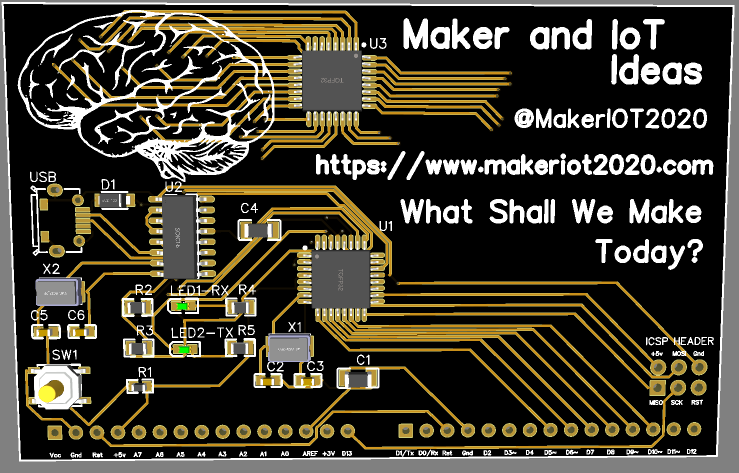 Maker and IoT
Ideas
U3
TQFP32
@MakerIOT2020
https://www.makeriot2020.com
USB
D1
U2
C4
What Shall We Make
Today?
U1
TQFP32
X2
R2
LED1-RX
R4
C5
C6
R3
LED2-TX
R5
X1
SW1
R1
C2
C3
C1
ICSP HEADER
+5v MOSI Gnd
MISO SCK RST
Vcc Gnd Rst +5v A7 A6 A5 A4 A3 A2 A1 A0 AREF +3V D13
D1/Tx D0/Rx Rst Gnd D2 D3~ D4 D5~ D6~ D7 D8 D9~ D10~ D11~ D12